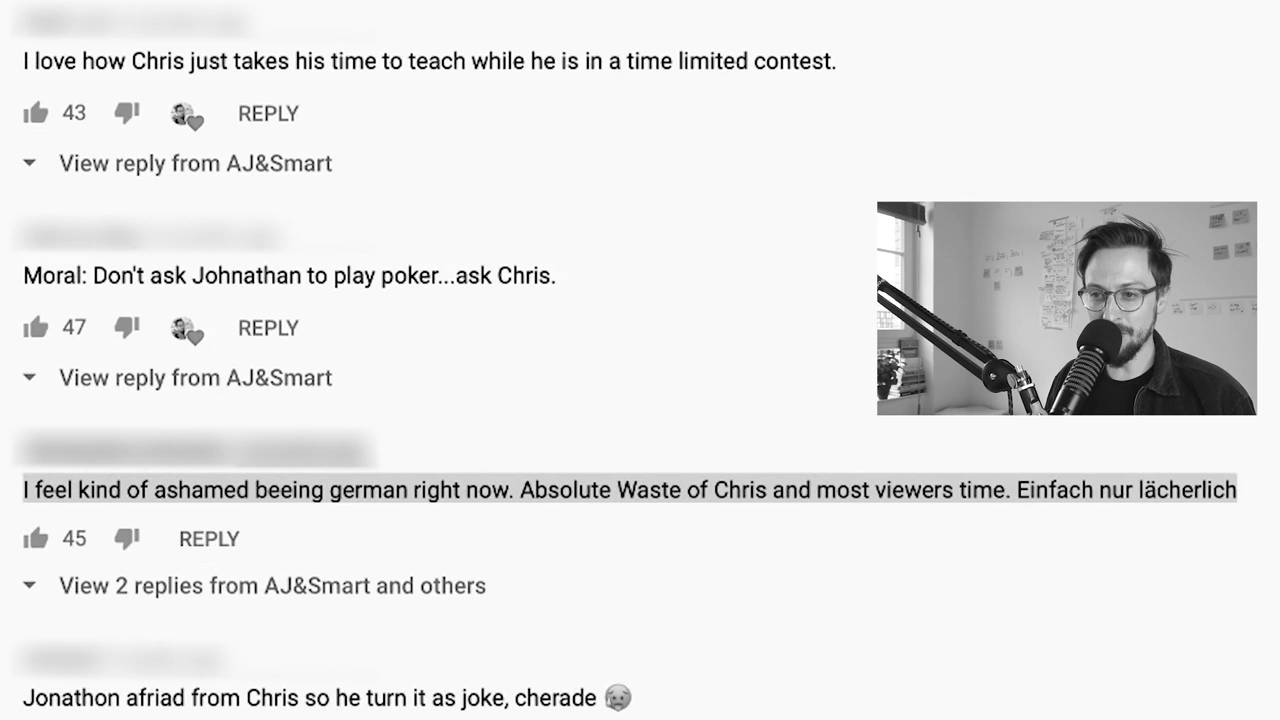 I love how Chris just takes his time to teach while he is in a time limited contest.
43 REPLY
View reply from AJ&Smart
Moral: Don't ask Johnathan to play poker...ask Chris.
47 REPLY
View reply from AJ&Smart
I feel kind of ashamed beeing german right now. Absolute Waste of Chris and most viewers time. Einfach nur lächerlich
45 REPLY
View 2 replies from AJ&Smart and others
Jonathon afriad from Chris so he turn it as joke, cherade 😥